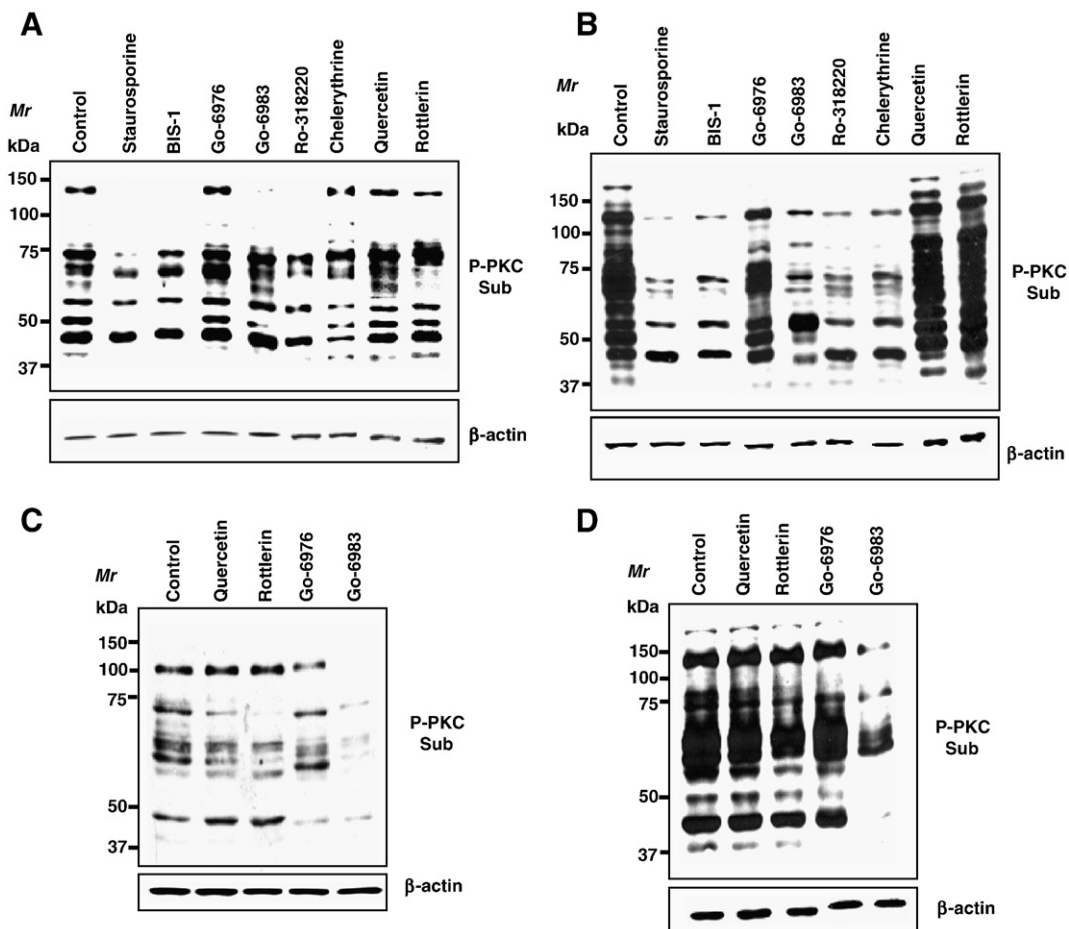 A
Mr
kDa
Control
Staurosporine
BIS-1
Go-6976
Go-6983
Ro-318220
Chelerythrine
Quercetin
Rottlerin
150
100
75
50
37
P-PKC
Sub
β-actin
B
Mr
kDa
Control
Staurosporine
BIS-1
Go-6976
Go-6983
Ro-318220
Chelerythrine
Quercetin
Rottlerin
150
100
75
50
37
P-PKC
Sub
β-actin
C
Mr
kDa
Control
Quercetin
Rottlerin
Go-6976
Go-6983
150
100
75
50
37
P-PKC
Sub
β-actin
D
Mr
kDa
Control
Quercetin
Rottlerin
Go-6976
Go-6983
150
100
75
50
37
P-PKC
Sub
β-actin